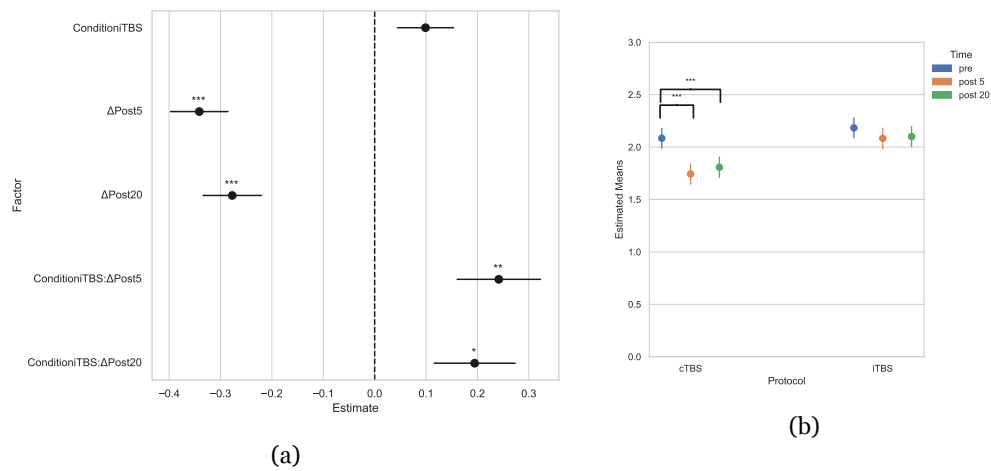 ConditioniTBS
***
ΔPost5
***
ΔPost20
Factor
**
ConditioniTBS:ΔPost5
*
ConditioniTBS:ΔPost20
−0.4 −0.3 −0.2 −0.1 0.0 0.1 0.2 0.3
Estimate
(a)
3.0
2.5
2.0
1.5
1.0
0.5
0.0
Estimated Means
***
***
cTBS iTBS
Protocol
Time
pre
post 5
post 20
(b)